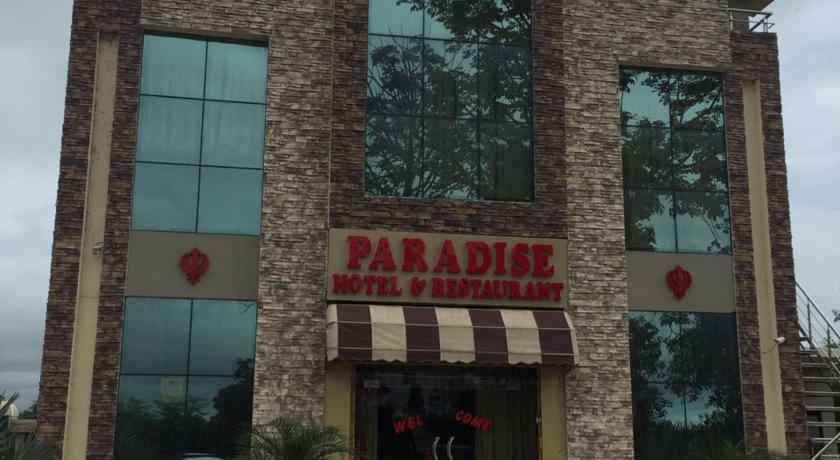 PARADISE
HOTEL & RESTAURANT
WEL COME